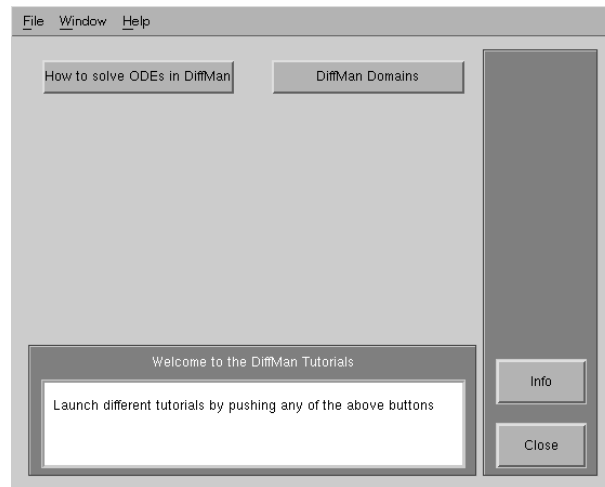 File Window Help
How to solve ODEs in DiffMan
DiffMan Domains
Welcome to the DiffMan Tutorials
Launch different tutorials by pushing any of the above buttons
Info
Close